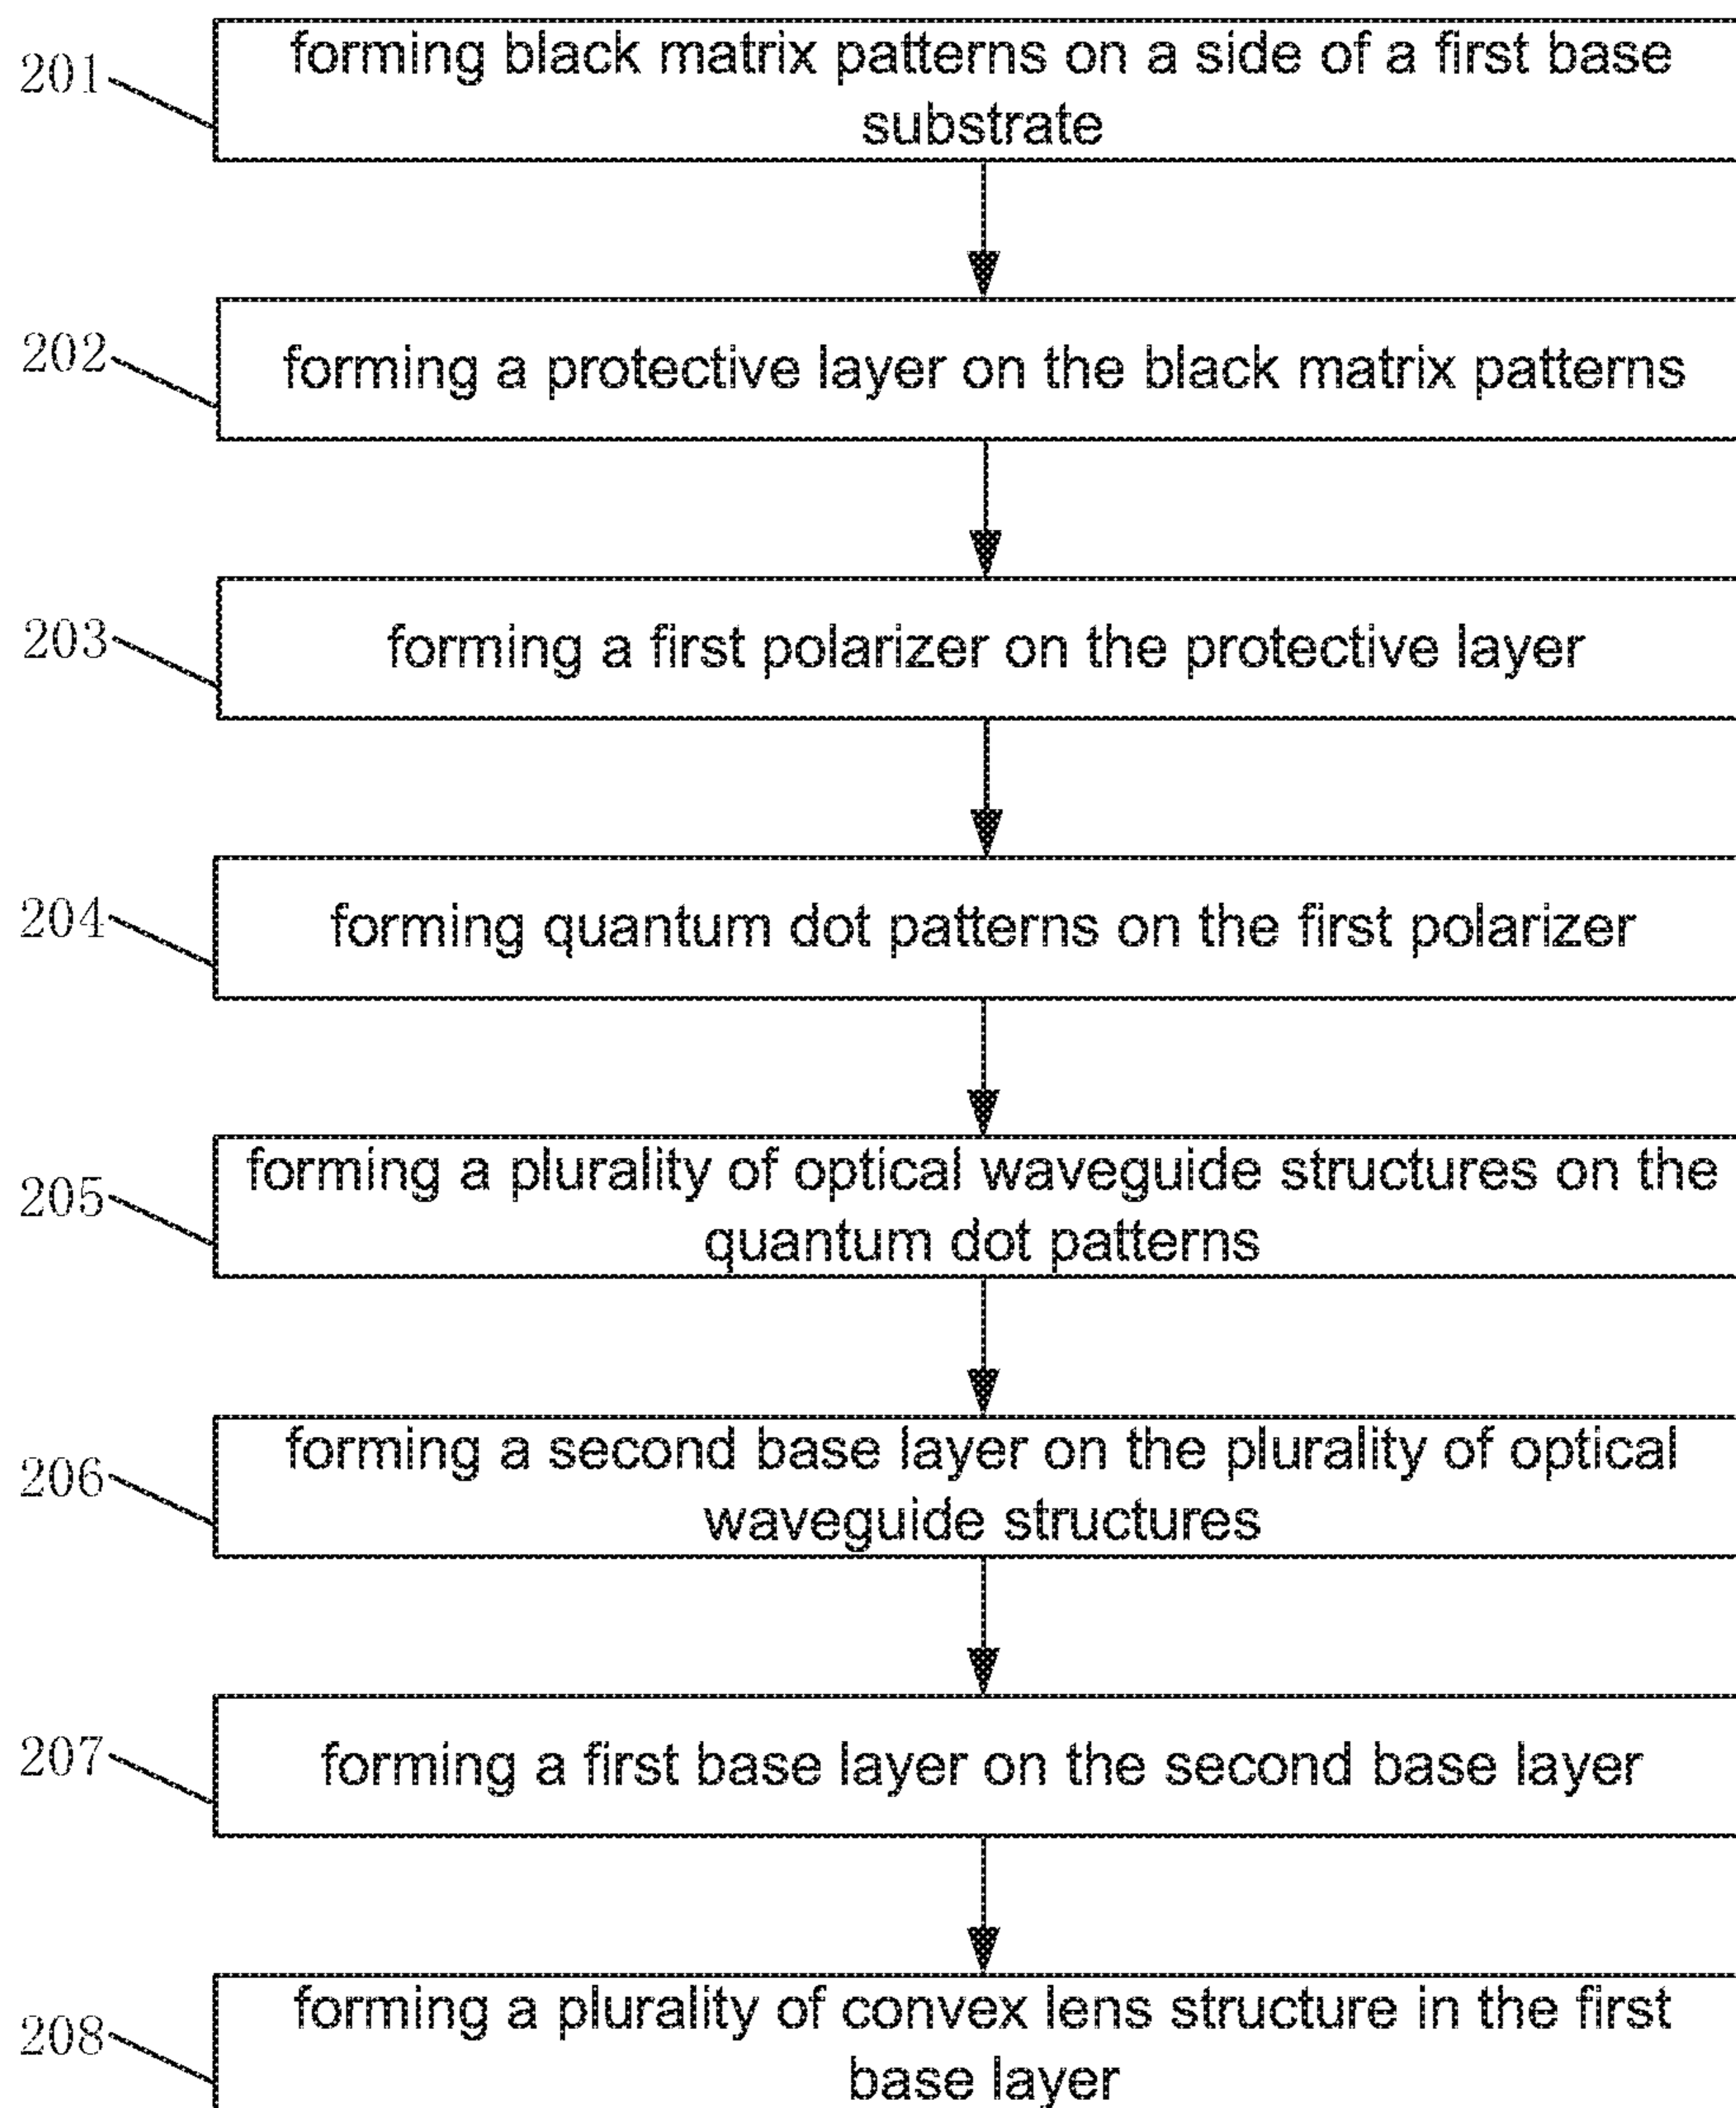 201
forming black matrix patterns on a side of a first base
substrate
202
forming a protective layer on the black matrix patterns
203
forming a first polarizer on the protective layer
204
forming quantum dot patterns on the first polarizer
205
forming a plurality of optical waveguide structures on the
quantum dot patterns
206
forming a second base layer on the plurality of optical
waveguide structures
207
forming a first base layer on the second base layer
208
forming a plurality of convex lens structure in the first
base layer